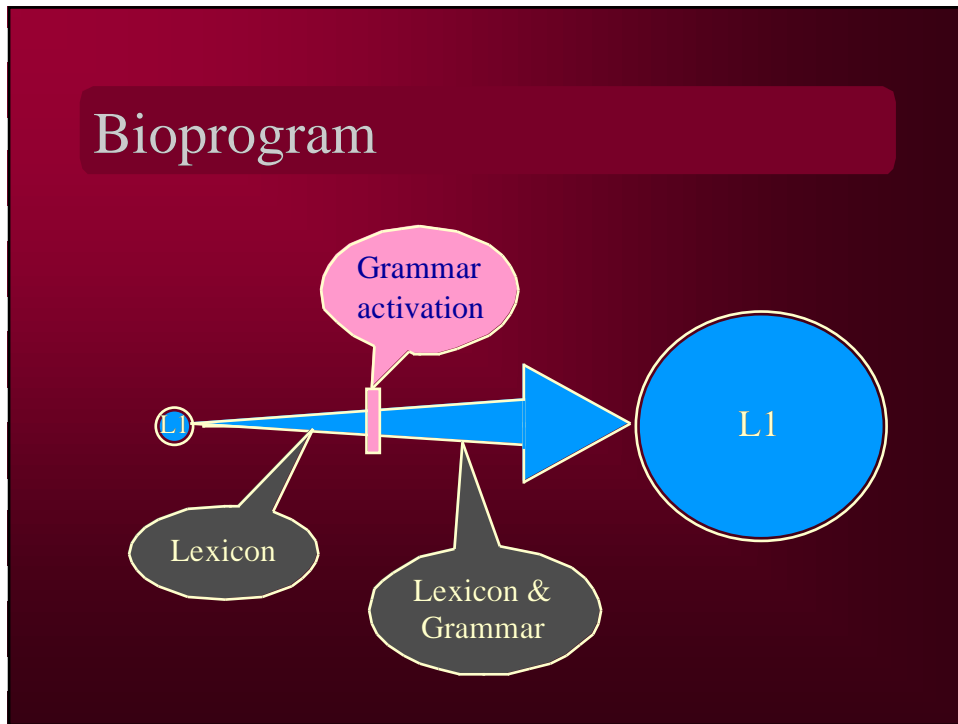 Bioprogram
Grammar
activation
L1
L1
Lexicon
Lexicon &
Grammar